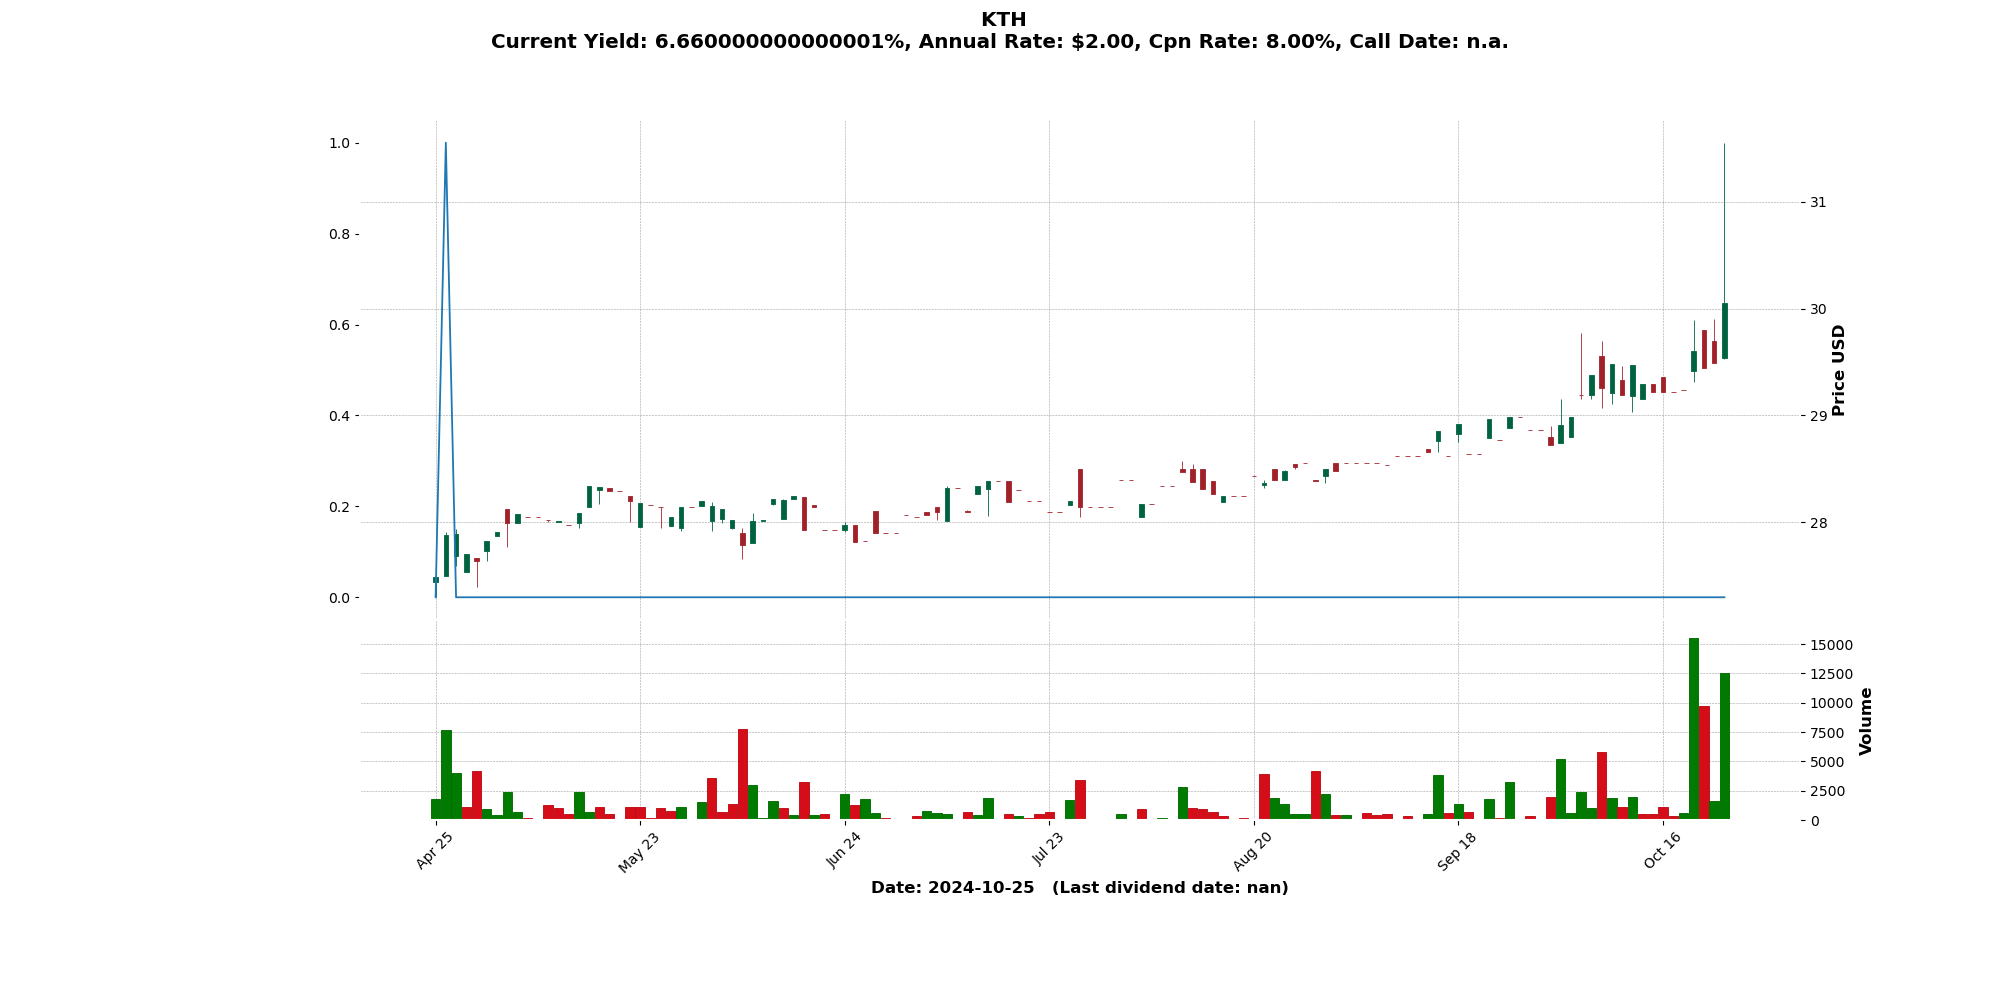 KTH
Current Yield: 6.660000000000001%, Annual Rate: $2.00, Cpn Rate: 8.00%, Call Date: n.a.
1.0
0.8
0.6
0.4
0.2
0.0
31
30
29
28
Price USD
15000
12500
10000
7500
5000
2500
0
Volume
Apr 25
May 23
Jun 24
Jul 23
Aug 20
Sep 18
Oct 16
Date: 2024-10-25   (Last dividend date: nan)